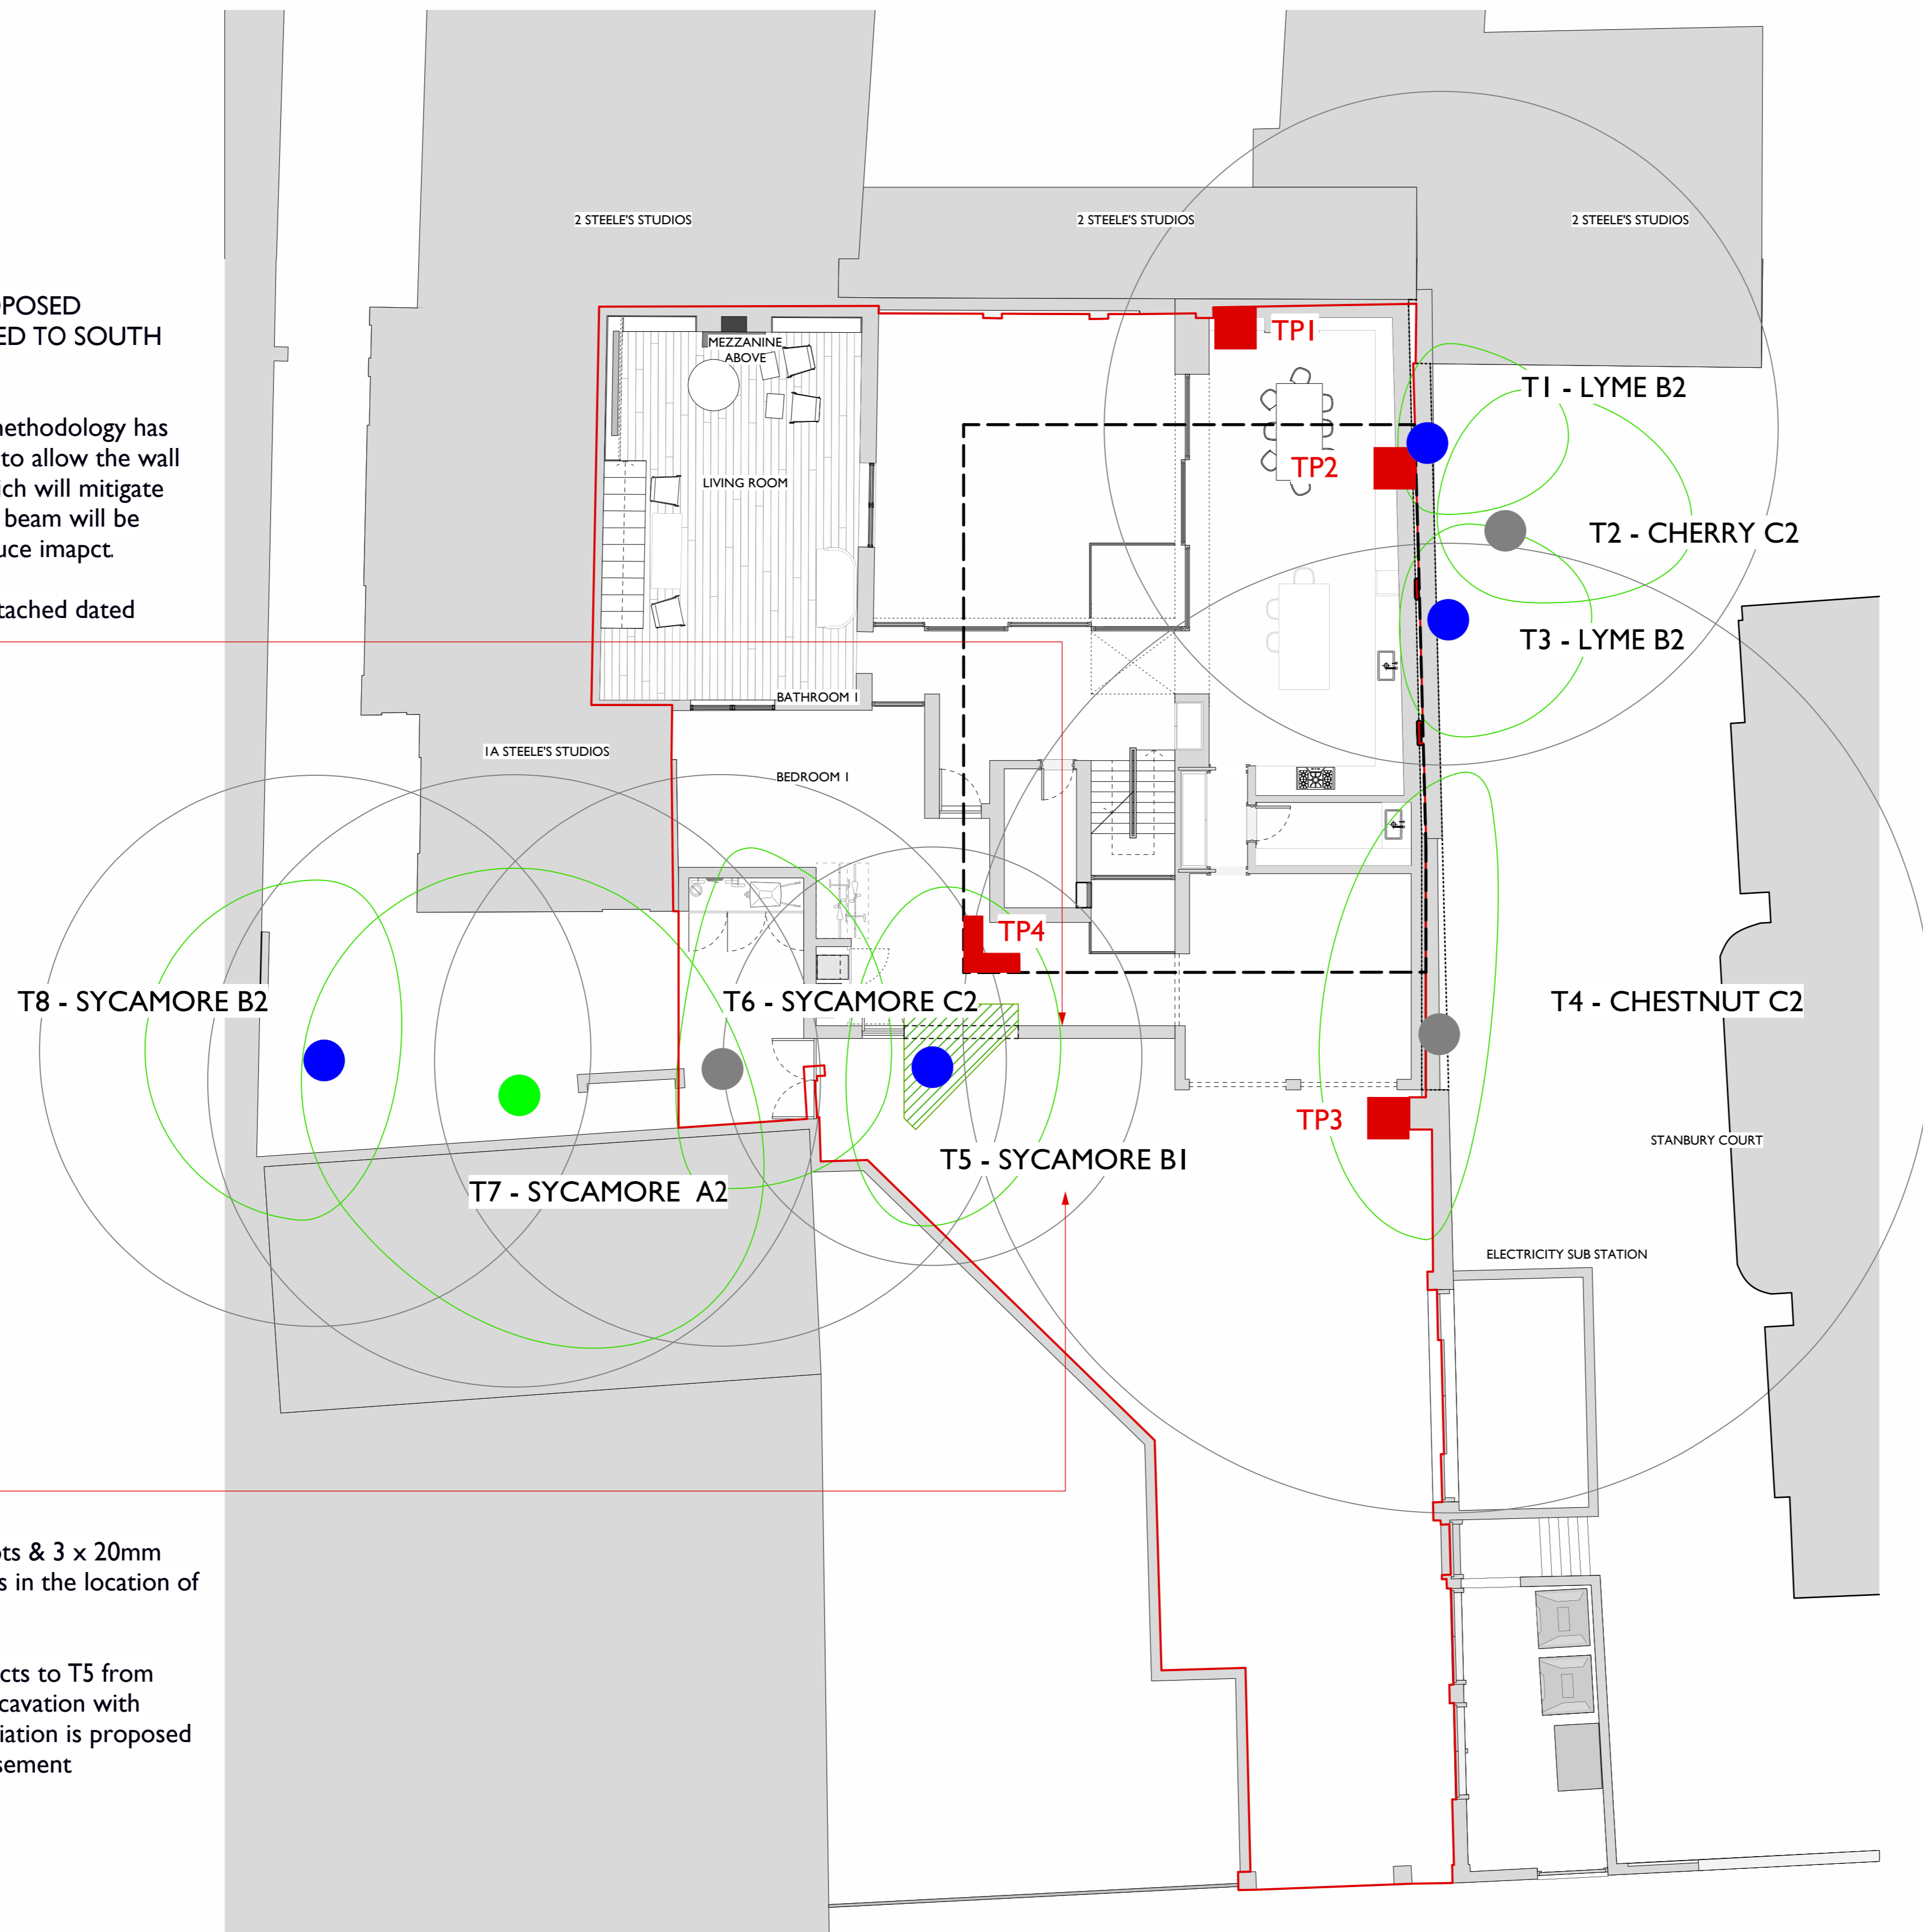 2 STEELE'S STUDIOS
2 STEELE'S STUDIOS
2 STEELE'S STUDIOS
POSED
ED TO SOUTH
ethodology has
to allow the wall
ich will mitigate
beam will be
uce imapct.
tached dated
TP1
MEZZANINE
ABOVE
T1 - LYME B2
TP2
LIVING ROOM
T2 - CHERRY C2
T3 - LYME B2
BATHROOM 1
1A STEELE'S STUDIOS
BEDROOM 1
TP4
T8 - SYCAMORE B2
T6 - SYCAMORE C2
T4 - CHESTNUT C2
TP3
STANBURY COURT
T5 - SYCAMORE B1
T7 - SYCAMORE A2
ELECTRICITY SUB STATION
ts & 3 x 20mm
s in the location of
cts to T5 from
cavation with
iation is proposed
sement